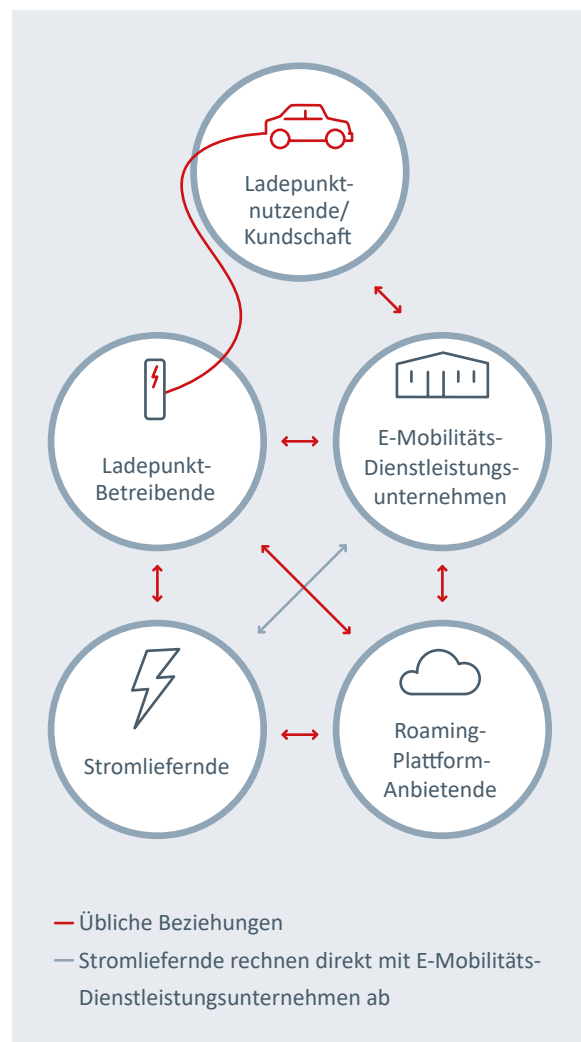 Ladepunkt-
nutzende/
Kundschaft
Ladepunkt-
Betreibende
E-Mobilitäts-
Dienstleistungs-
unternehmen
Stromliefernde
Roaming-
Plattform-
Anbietende
Übliche Beziehungen
Stromliefernde rechnen direkt mit E-Mobilitäts-
Dienstleistungsunternehmen ab